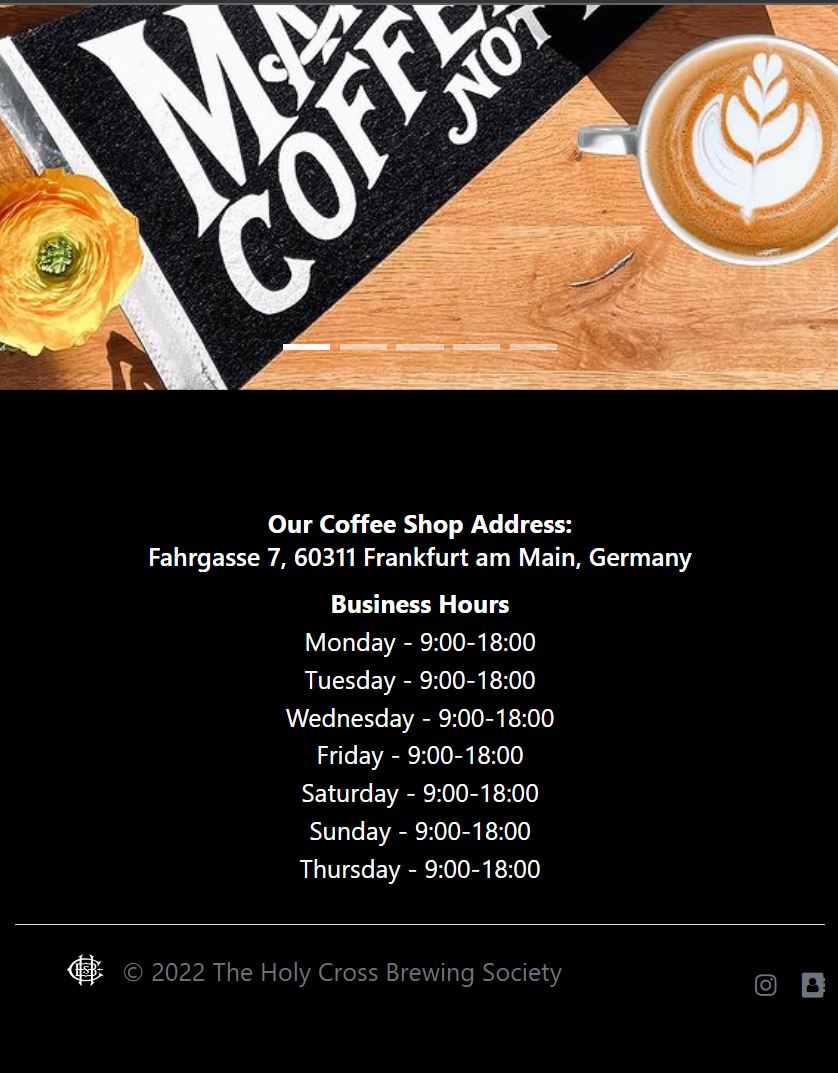 COFFEE
NOT
Our Coffee Shop Address:
Fahrgasse 7, 60311 Frankfurt am Main, Germany
Business Hours
Monday - 9:00-18:00
Tuesday - 9:00-18:00
Wednesday - 9:00-18:00
Friday - 9:00-18:00
Saturday - 9:00-18:00
Sunday - 9:00-18:00
Thursday - 9:00-18:00
© 2022 The Holy Cross Brewing Society